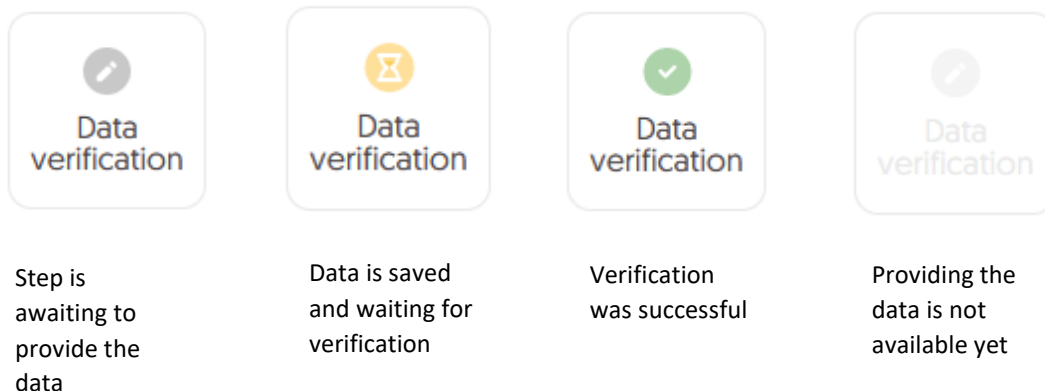 Data
verification
Data
verification
Data
verification
Data
verification
Step is
awaiting to
provide the
data
Data is saved
and waiting for
verification
Verification
was successful
Providing the
data is not
available yet